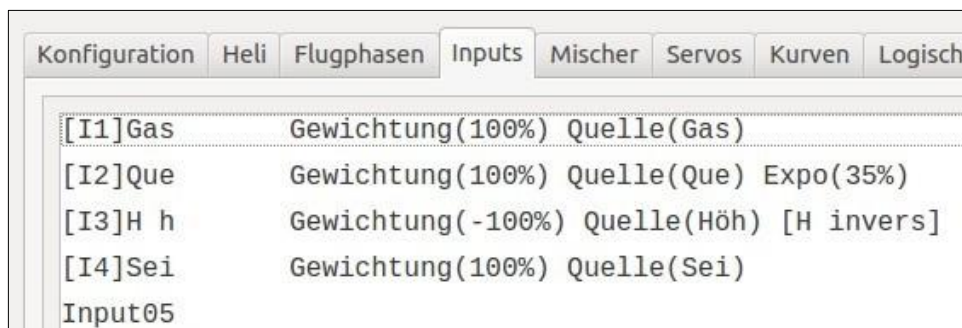 Konfiguration Heli Flugphasen Inputs Mischer Servos Kurven Logisch
[I1]Gas Gewichtung(100%) Quelle(Gas)
[I2]Que Gewichtung(100%) Quelle(Que) Expo(35%)
[I3]H h Gewichtung(-100%) Quelle(Höh) [H invers]
[I4]Sei Gewichtung(100%) Quelle(Sei)
Input05